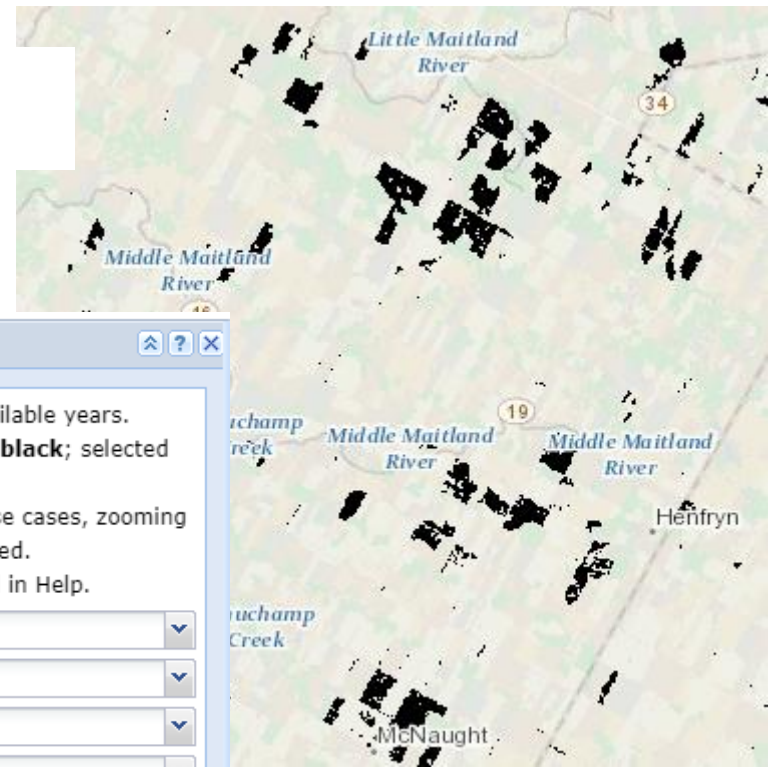 Little Maitland
River
34
Middle Maitland
River
ilable years.
black; selected
se cases, zooming
ed.
in Help.
uchamp
reek
Middle Maitland
River
19
Middle Maitland
River
Henfryn
uchamp
Creek
McNaught